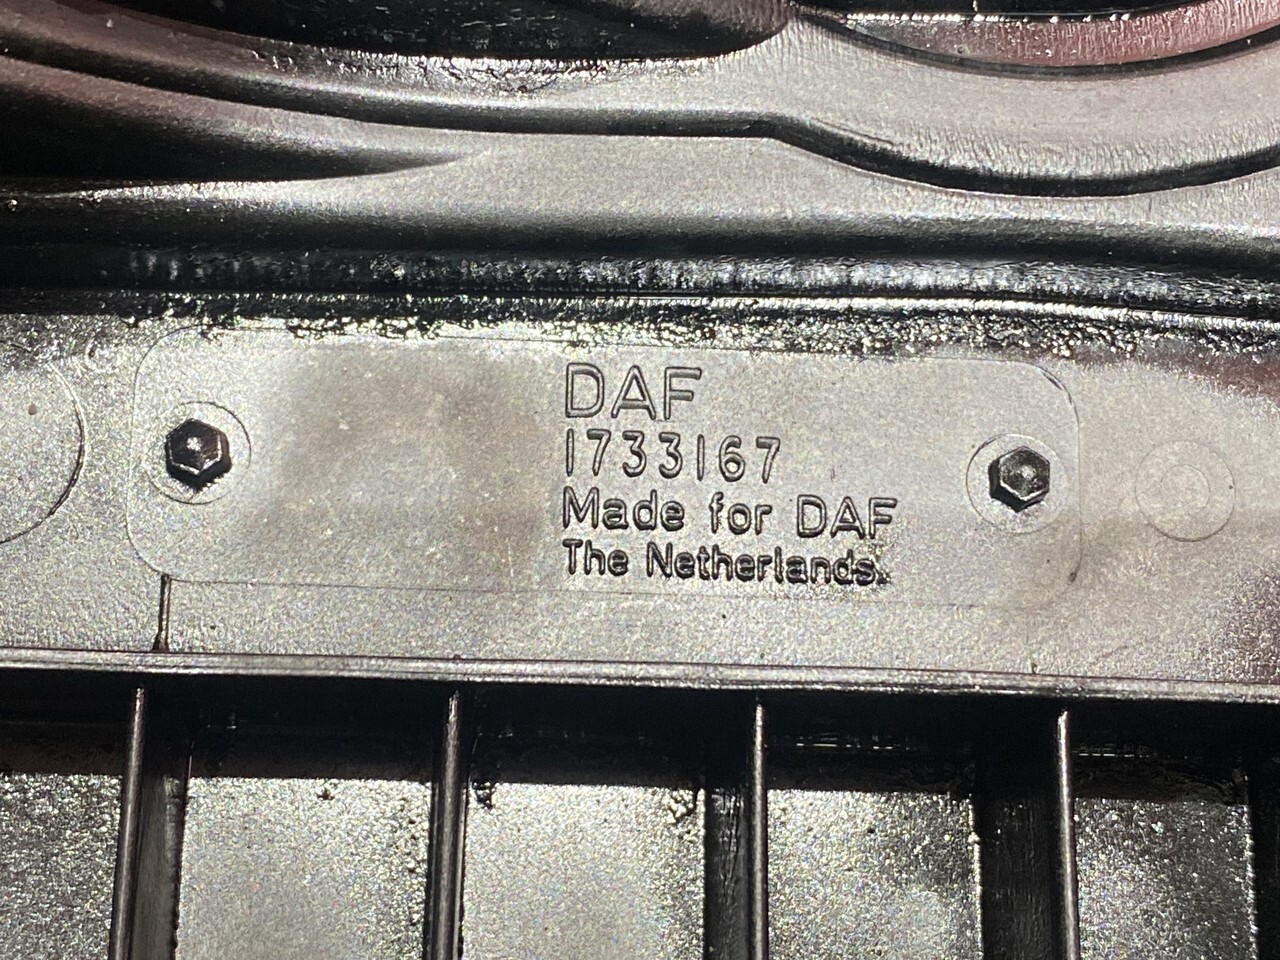 DAF
1733167
Made for DAF
The Netherlands.